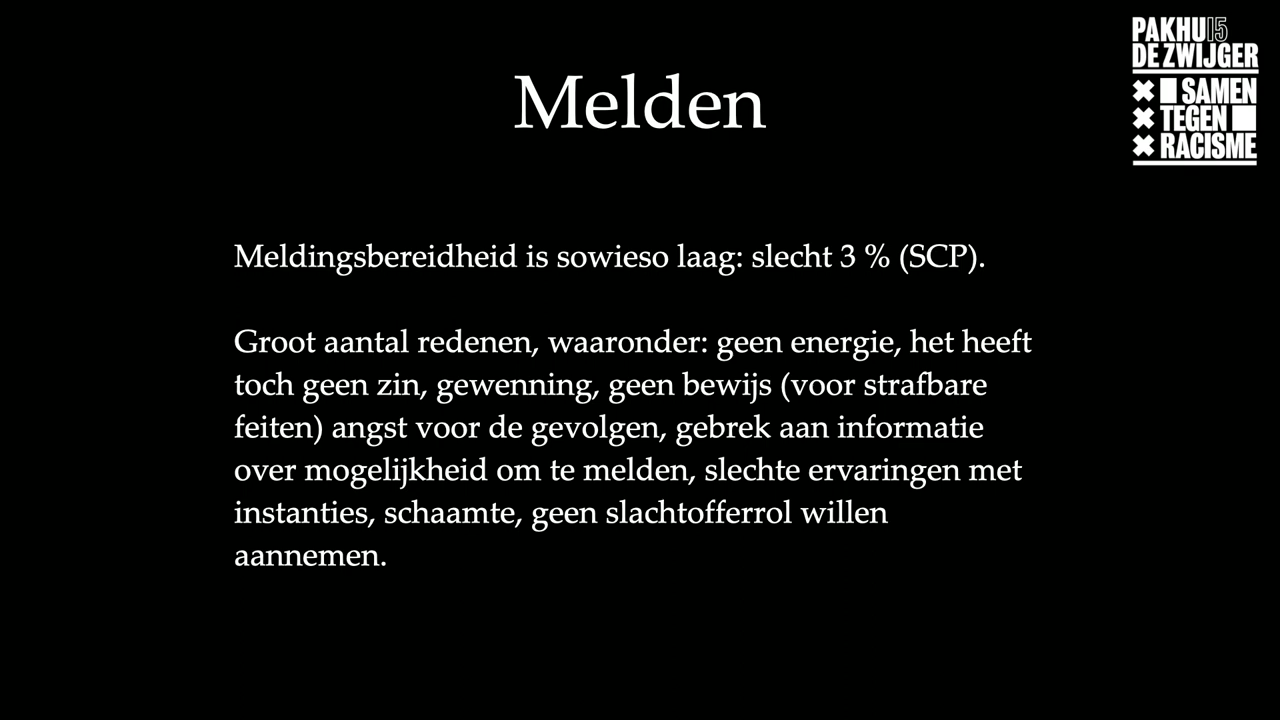 PAKHU15
DE ZWIJGER
SAMEN
TEGEN
RACISME
Melden
Meldingsbereidheid is sowieso laag: slecht 3 % (SCP).
Groot aantal redenen, waaronder: geen energie, het heeft
toch geen zin, gewenning, geen bewijs (voor strafbare
feiten) angst voor de gevolgen, gebrek aan informatie
over mogelijkheid om te melden, slechte ervaringen met
instanties, schaamte, geen slachtofferrol willen
aannemen.